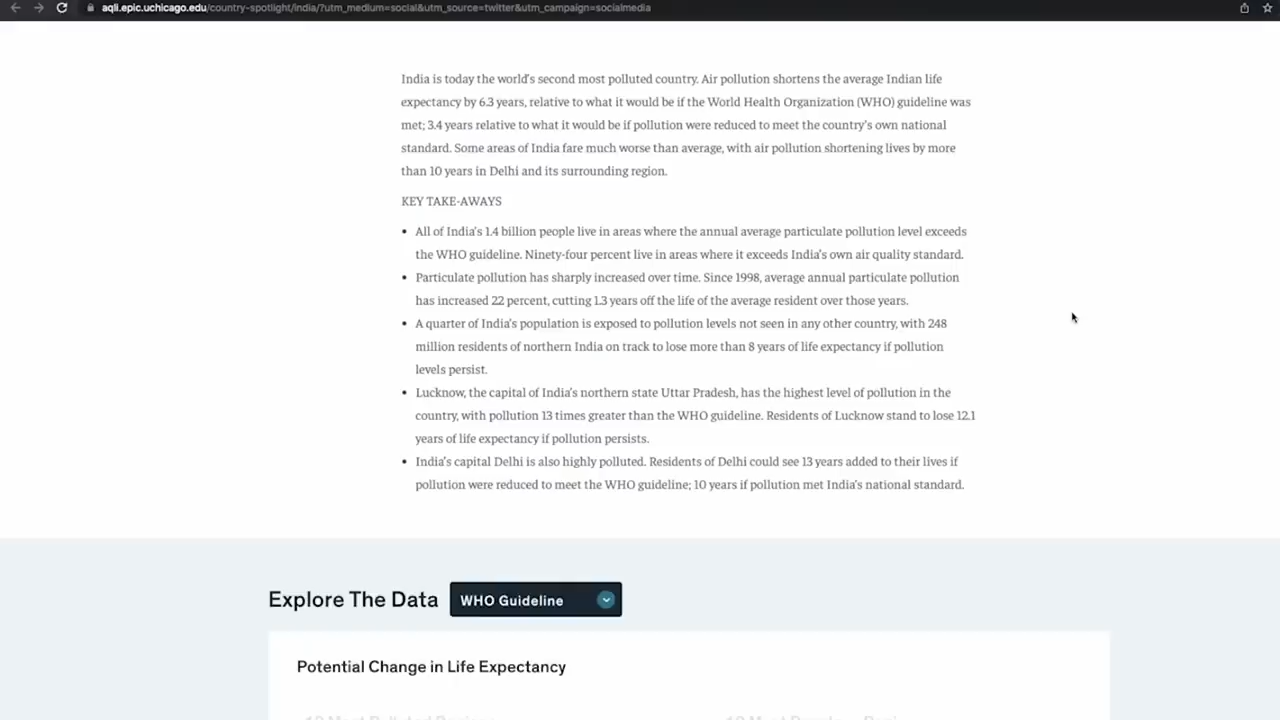 aqli.epic.uchicago.edu/country-spotlight/india/?utm_medium=social&utm_source=twitter&utm_campaign=socialmedia
India is today the world's second most polluted country. Air pollution shortens the average Indian life
expectancy by 6.3 years, relative to what it would be if the World Health Organization (WHO) guideline was
met; 3.4 years relative to what it would be if pollution were reduced to meet the country's own national
standard. Some areas of India fare much worse than average, with air pollution shortening lives by more
than 10 years in Delhi and its surrounding region.
KEY TAKE-AWAYS
• All of India's 1.4 billion people live in areas where the annual average particulate pollution level exceeds
the WHO guideline. Ninety-four percent live in areas where it exceeds India's own air quality standard.
• Particulate pollution has sharply increased over time. Since 1998, average annual particulate pollution
has increased 22 percent, cutting 1.3 years off the life of the average resident over those years.
• A quarter of India's population is exposed to pollution levels not seen in any other country, with 248
million residents of northern India on track to lose more than 8 years of life expectancy if pollution
levels persist.
• Lucknow, the capital of India's northern state Uttar Pradesh, has the highest level of pollution in the
country, with pollution 13 times greater than the WHO guideline. Residents of Lucknow stand to lose 12.1
years of life expectancy if pollution persists.
• India's capital Delhi is also highly polluted. Residents of Delhi could see 13 years added to their lives if
pollution were reduced to meet the WHO guideline; 10 years if pollution met India's national standard.
Explore The Data WHO Guideline
Potential Change in Life Expectancy